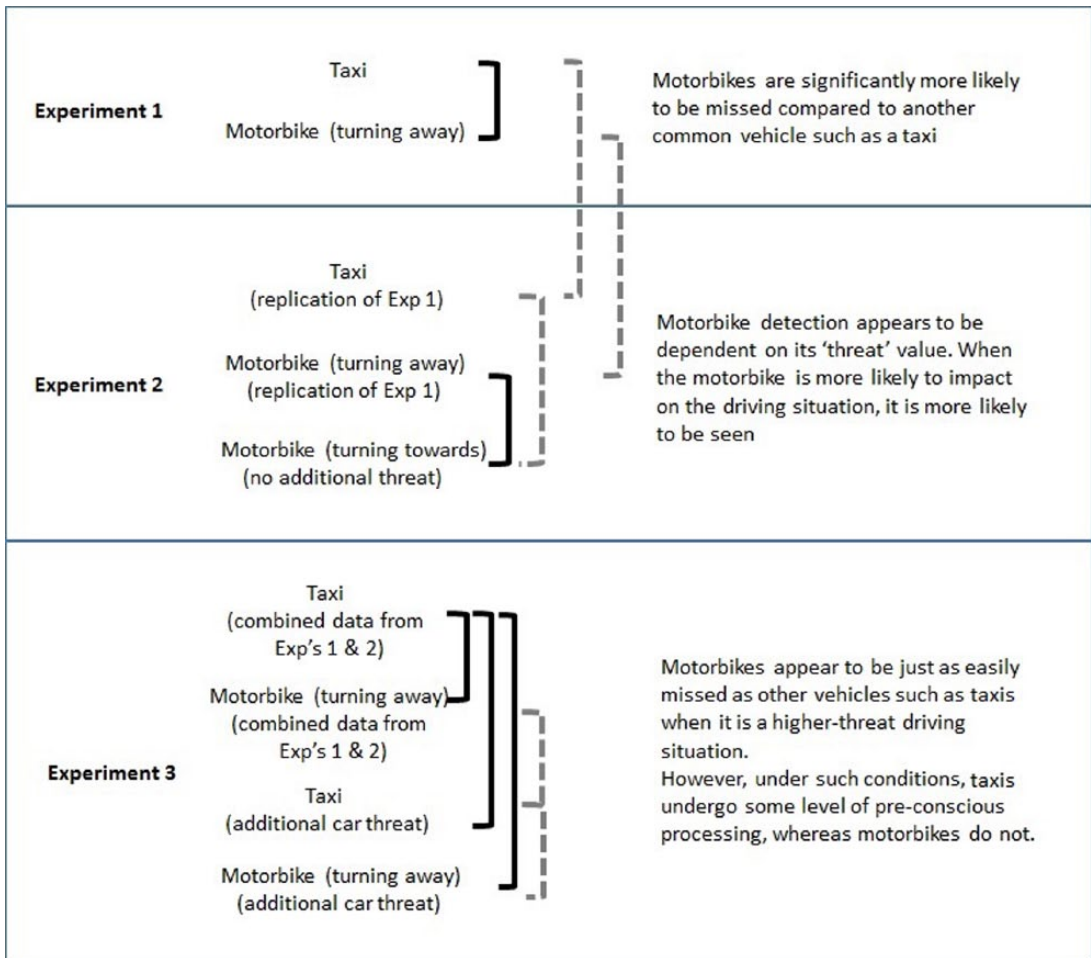 Experiment 1
Taxi
Motorbike (turning away)
Motorbikes are significantly more likely
to be missed compared to another
common vehicle such as a taxi
Experiment 2
Taxi
(replication of Exp 1)
Motorbike (turning away)
(replication of Exp 1)
Motorbike (turning towards)
(no additional threat)
Motorbike detection appears to be
dependent on its ‘threat’ value. When
the motorbike is more likely to impact
on the driving situation, it is more likely
to be seen
Experiment 3
Taxi
(combined data from
Exp's 1 & 2)
Motorbike (turning away)
(combined data from
Exp's 1 & 2)
Taxi
(additional car threat)
Motorbike (turning away)
(additional car threat)
Motorbikes appear to be just as easily
missed as other vehicles such as taxis
when it is a higher-threat driving
situation.
However, under such conditions, taxis
undergo some level of pre-conscious
processing, whereas motorbikes do not.